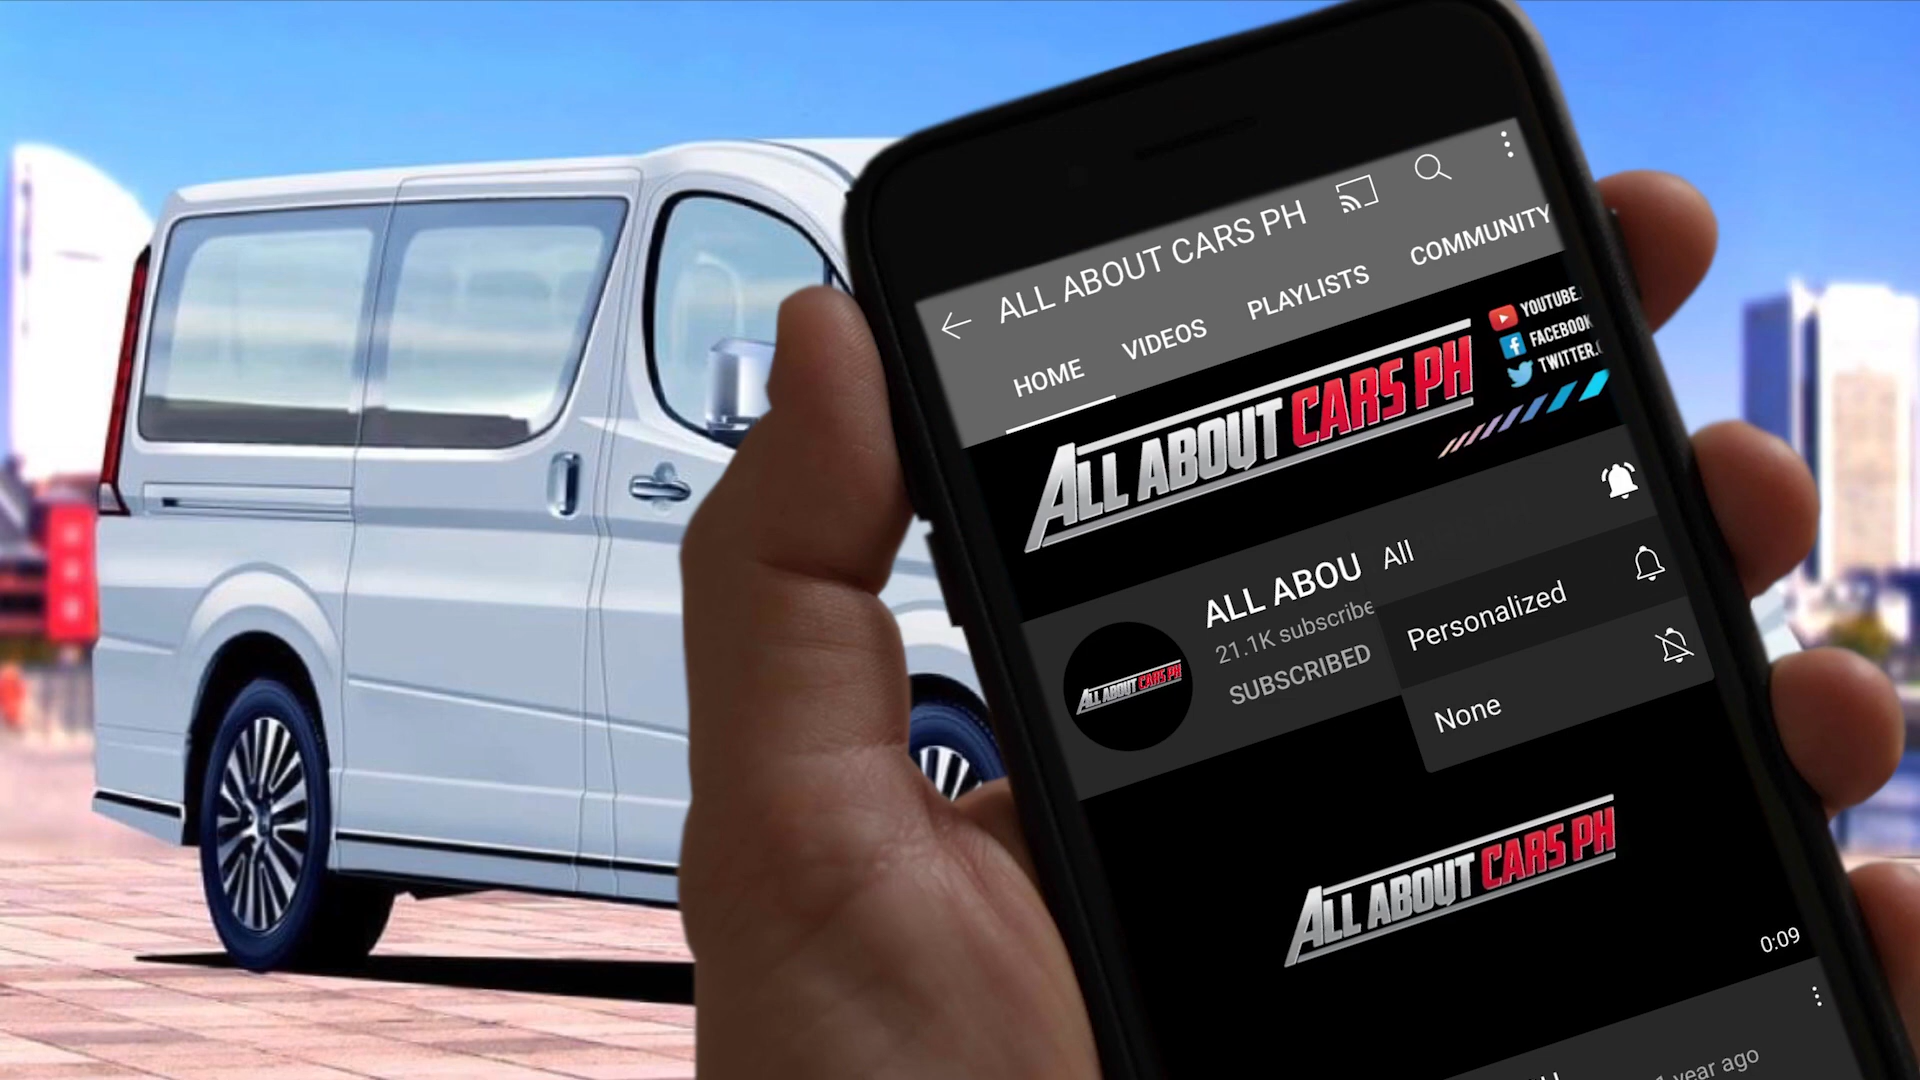 ALL ABOUT CARS PH
HOME VIDEOS PLAYLISTS COMMUNITY
ALL ABOUT CARS PH
YOUTUBE.
FACEBOOK
TWITTER.
ALL ABOU
21.1K subscribe
SUBSCRIBED
All
Personalized
None
ALL ABOUT CARS PH
ALL ABOUT CARS PH
0:09
1 year ago